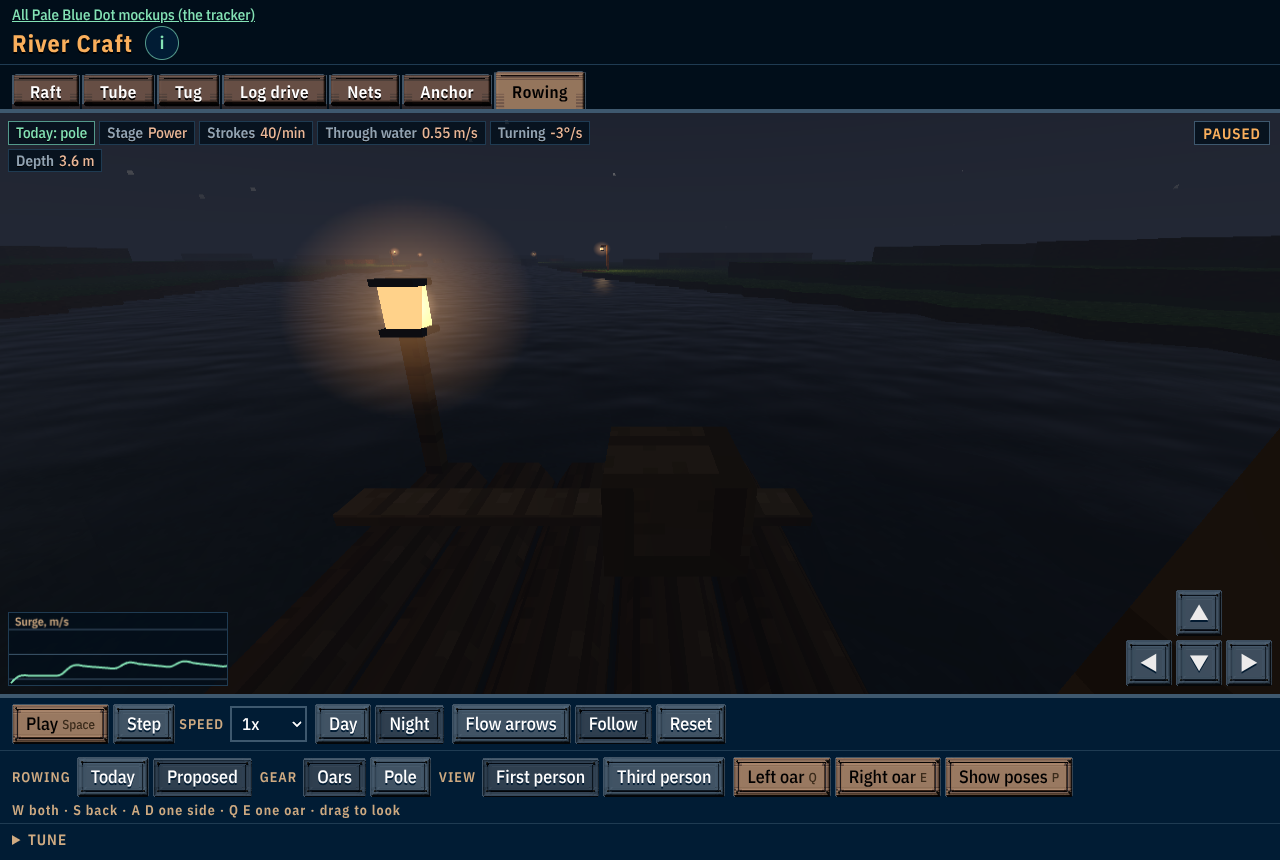 All Pale Blue Dot mockups (the tracker)
River Craft i
Raft Tube Tug Log drive Nets Anchor Rowing
Today: pole Stage Power Strokes 40/min Through water 0.55 m/s Turning -3°/s PAUSED
Depth 3.6 m
Surge, m/s
Play Space Step SPEED 1x Day Night Flow arrows Follow Reset
ROWING Today Proposed GEAR Oars Pole VIEW First person Third person Left oar Q Right oar E Show poses P
W both · S back · A D one side · Q E one oar · drag to look
TUNE